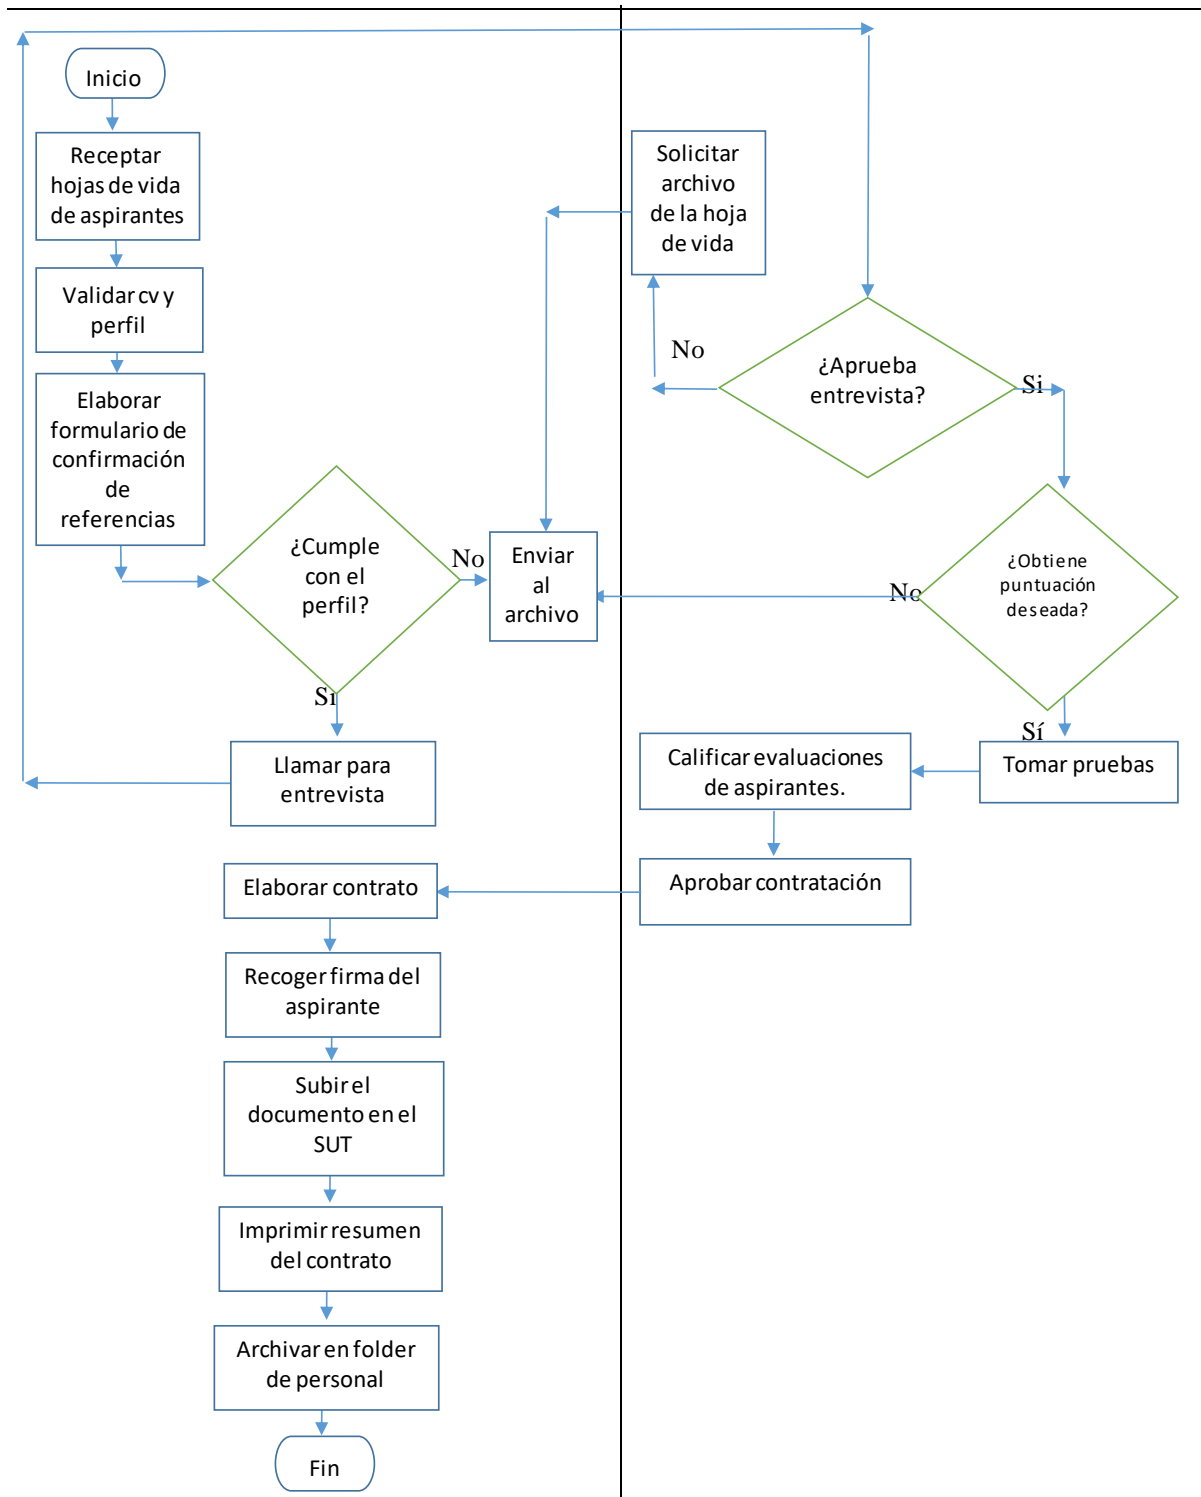 Inicio
Receptar
hojas de vida
de aspirantes
Validar cv y
perfil
Elaborar
formulario de
confirmación
de
referencias
¿Cumple
con el
perfil?
No
Enviar
al
archivo
Si
Llamar para
entrevista
Solicitar
archivo
de la hoja
de vida
No
¿Aprueba
entrevista?
Si
¿Obtiene
puntuación
deseada?
No
Sí
Tomar pruebas
Calificar evaluaciones
de aspirantes.
Aprobar contratación
Elaborar contrato
Recoger firma del
aspirante
Subir el
documento en el
SUT
Imprimir resumen
del contrato
Archivar en folder
de personal
Fin